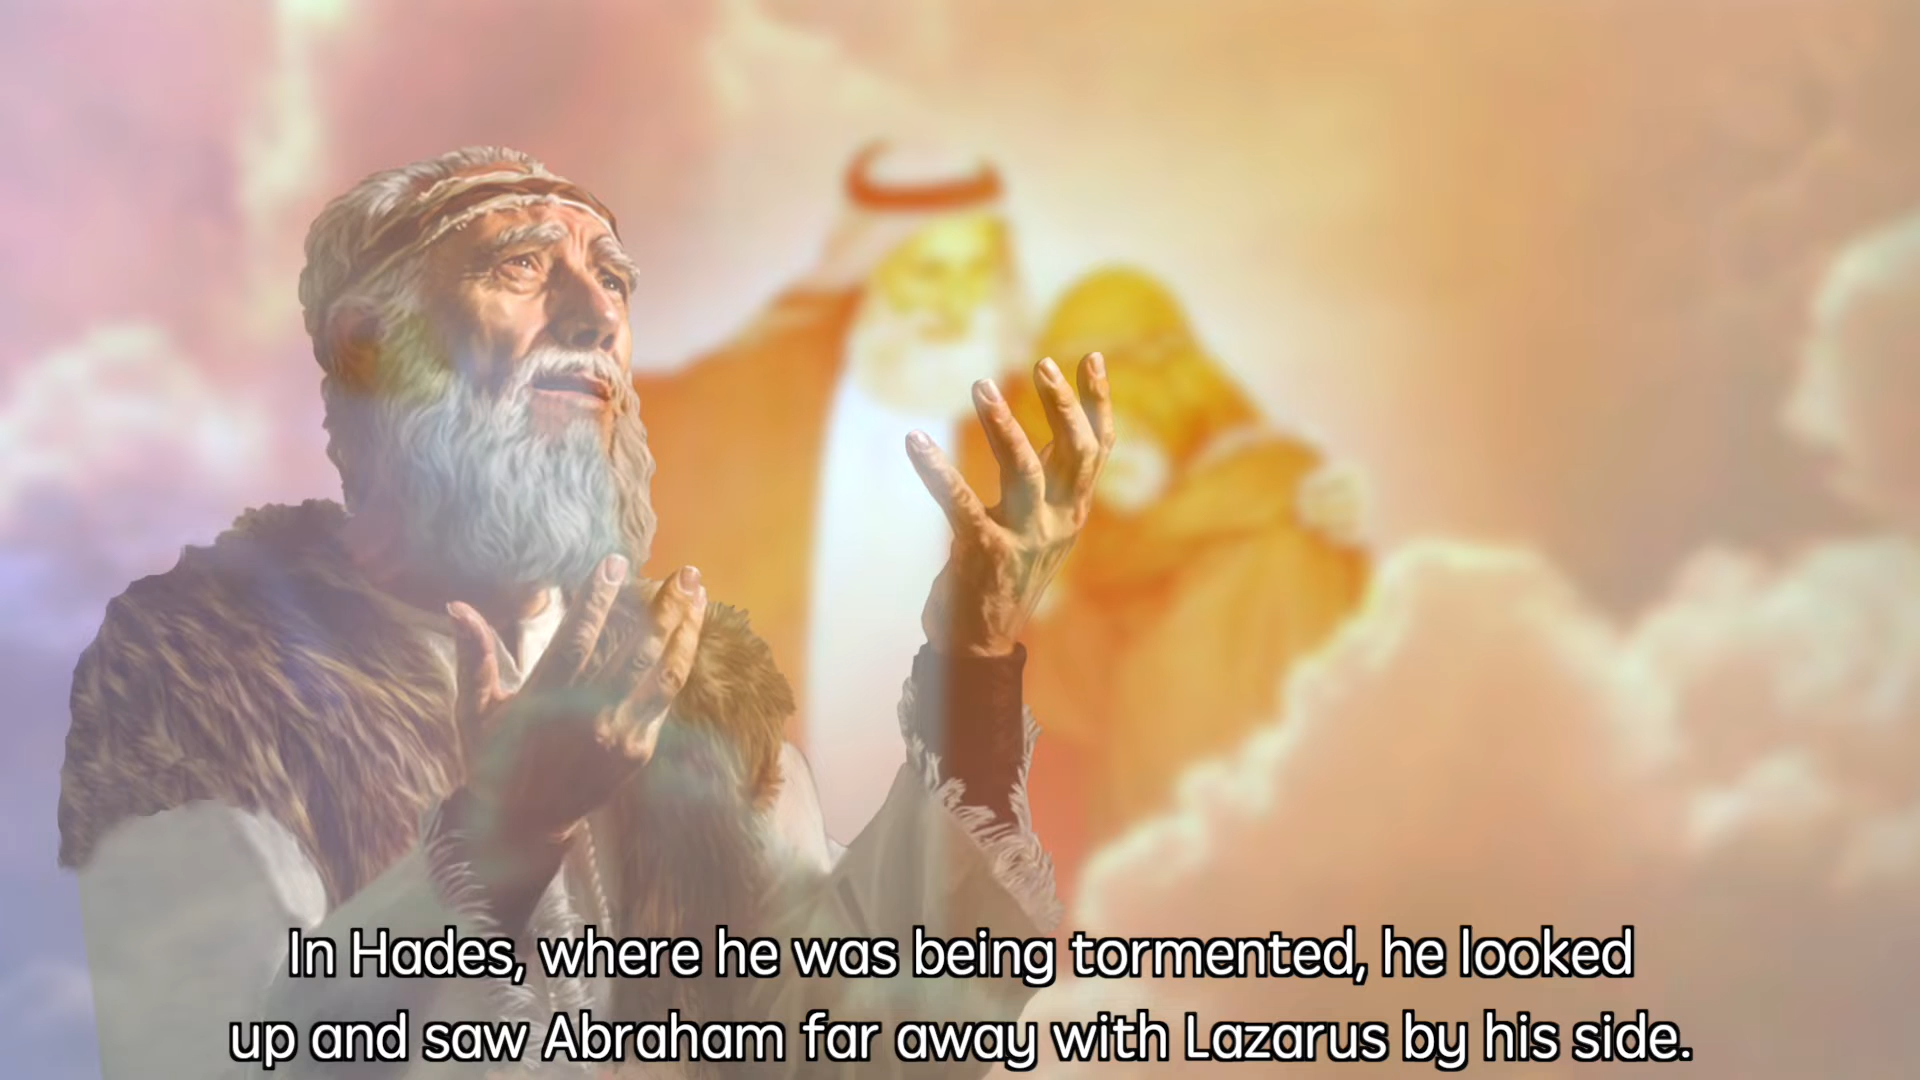 In Hades, where he was being tormented, he looked
up and saw Abraham far away with Lazarus by his side.